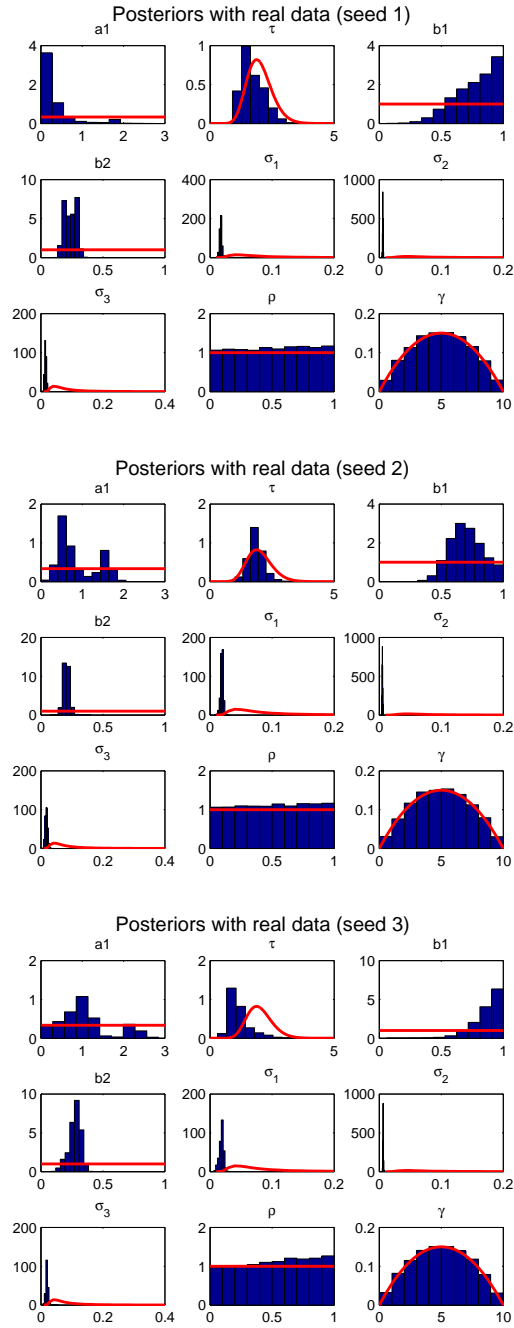 Posteriors with real data (seed 1)
a1 τ b1
4 1 4
2 0.5 2
0 0 0
0 1 2 3 0 5 0 0.5 1
b2 σ1 σ2
10 400 1000
5 200 500
0 0 0
0 0.5 1 0 0.1 0.2 0 0.1 0.2
σ3 ρ γ
200 2 0.2
100 1 0.1
0 0 0
0 0.2 0.4 0 0.5 1 0 5 10
Posteriors with real data (seed 2)
a1 τ b1
2 2 4
1 1 2
0 0 0
0 1 2 3 0 5 0 0.5 1
b2 σ1 σ2
20 200 1000
10 100 500
0 0 0
0 0.5 1 0 0.1 0.2 0 0.1 0.2
σ3 ρ γ
200 2 0.2
100 1 0.1
0 0 0
0 0.2 0.4 0 0.5 1 0 5 10
Posteriors with real data (seed 3)
a1 τ b1
2 2 10
1 1 5
0 0 0
0 1 2 3 0 5 0 0.5 1
b2 σ1 σ2
10 200 1000
5 100 500
0 0 0
0 0.5 1 0 0.1 0.2 0 0.1 0.2
σ3 ρ γ
200 2 0.2
100 1 0.1
0 0 0
0 0.2 0.4 0 0.5 1 0 5 10